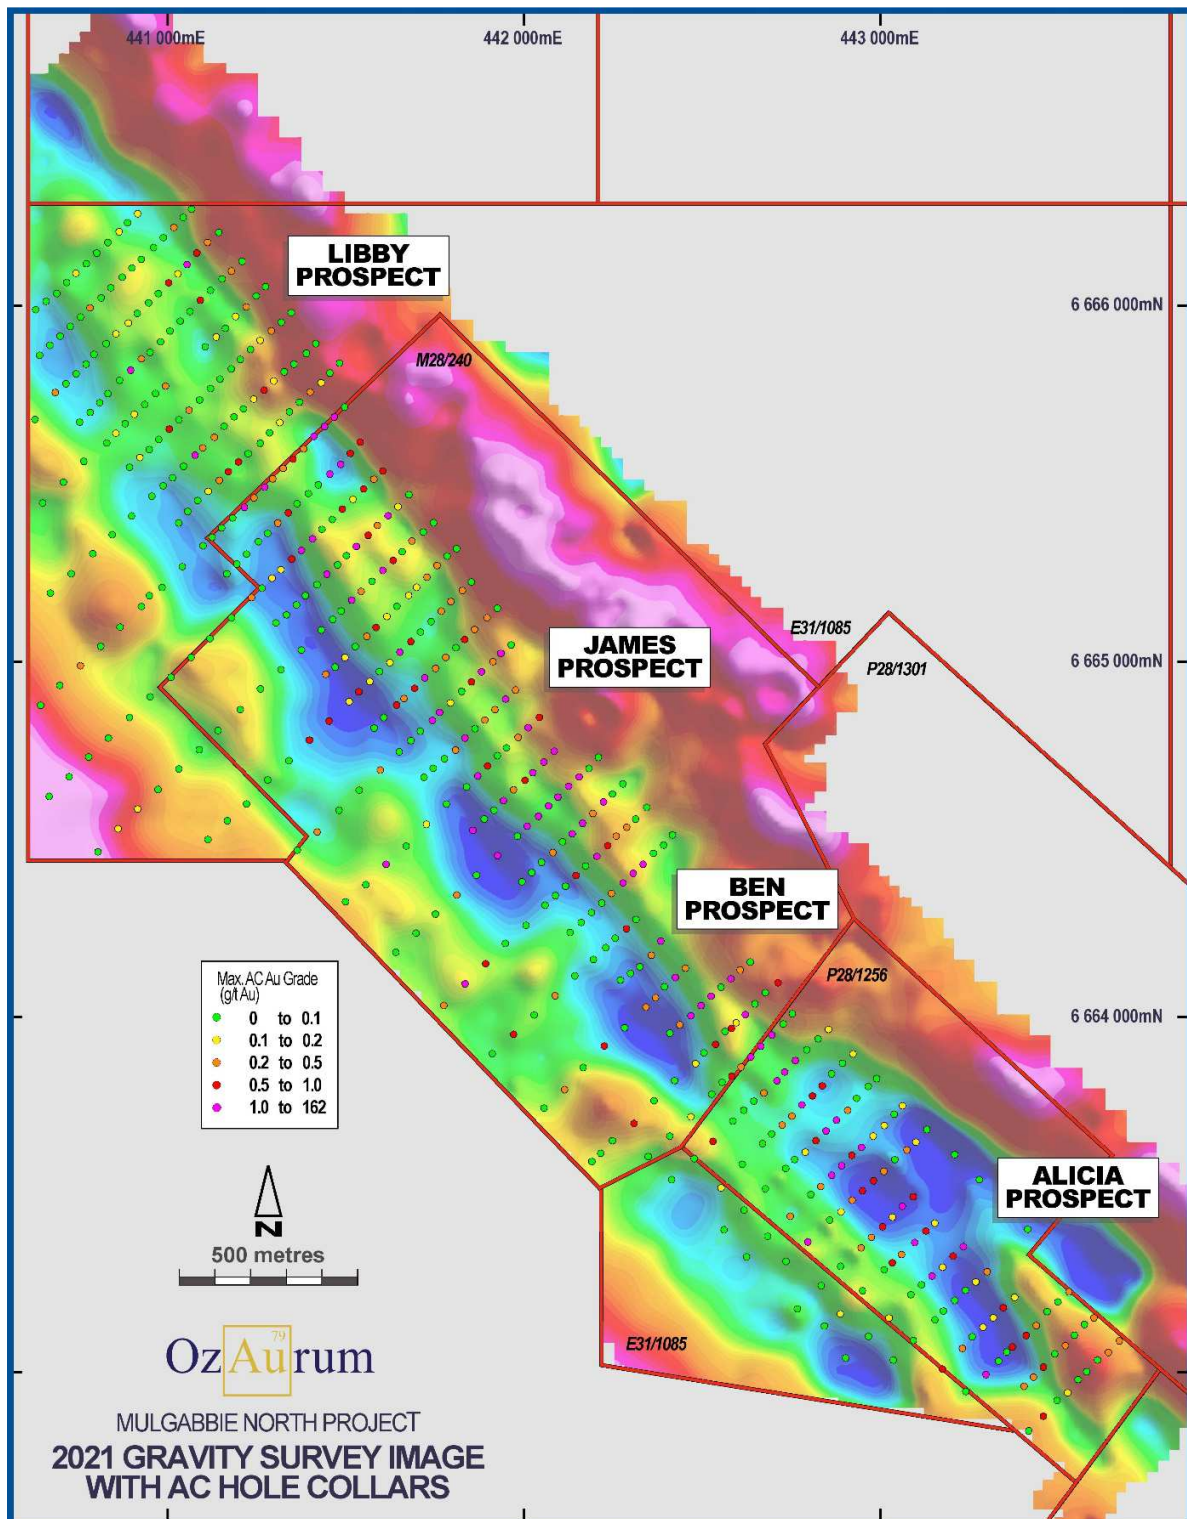 441 000mE
442 000mE
443 000mE
LIBBY
PROSPECT
6 666 000mN
M28/240
E31/1085
JAMES
PROSPECT
P28/1301
6 665 000mN
BEN
PROSPECT
P28/1256
Max. AC Au Grade
(g/t Au)
0 to 0.1
0.1 to 0.2
0.2 to 0.5
0.5 to 1.0
1.0 to 162
6 664 000mN
ALICIA
PROSPECT
N
500 metres
E31/1085
79
OzAurum
MULGABBIE NORTH PROJECT
2021 GRAVITY SURVEY IMAGE
WITH AC HOLE COLLARS